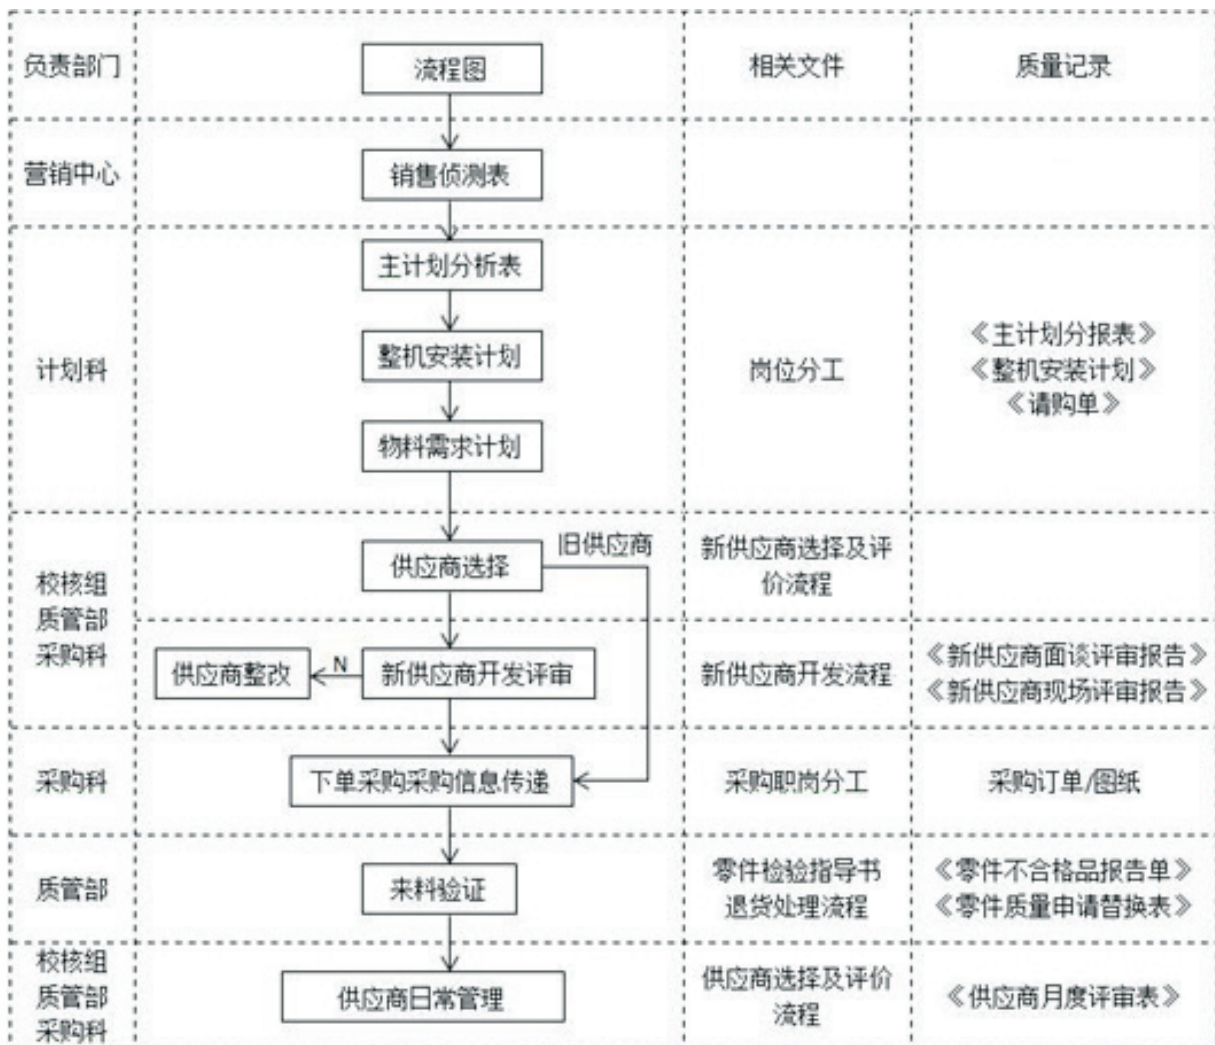 负责部门
流程图
相关文件
质量记录
营销中心
销售侦测表
计划科
主计划分析表
整机安装计划
物料需求计划
岗位分工
《主计划分报表》
《整机安装计划》
《请购单》
校核组
质管部
采购科
供应商选择
旧供应商
新供应商选择及评
价流程
供应商整改
N
新供应商开发评审
新供应商开发流程
《新供应商面谈评审报告》
《新供应商现场评审报告》
采购科
下单采购采购信息传递
采购职岗分工
采购订单/图纸
质管部
来料验证
零件检验指导书
退货处理流程
《零件不合格品报告单》
《零件质量申请替换表》
校核组
质管部
采购科
供应商日常管理
供应商选择及评价
流程
《供应商月度评审表》